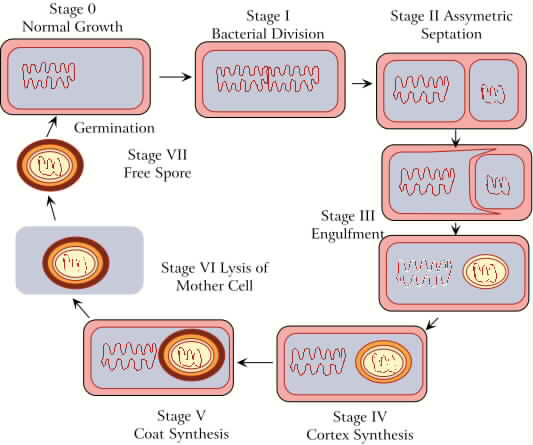 Stage 0
Normal Growth
Stage I
Bacterial Division
Stage II Assymetric
Septation
Germination
Stage VII
Free Spore
Stage III
Engulfment
Stage VI Lysis of
Mother Cell
Stage V
Coat Synthesis
Stage IV
Cortex Synthesis